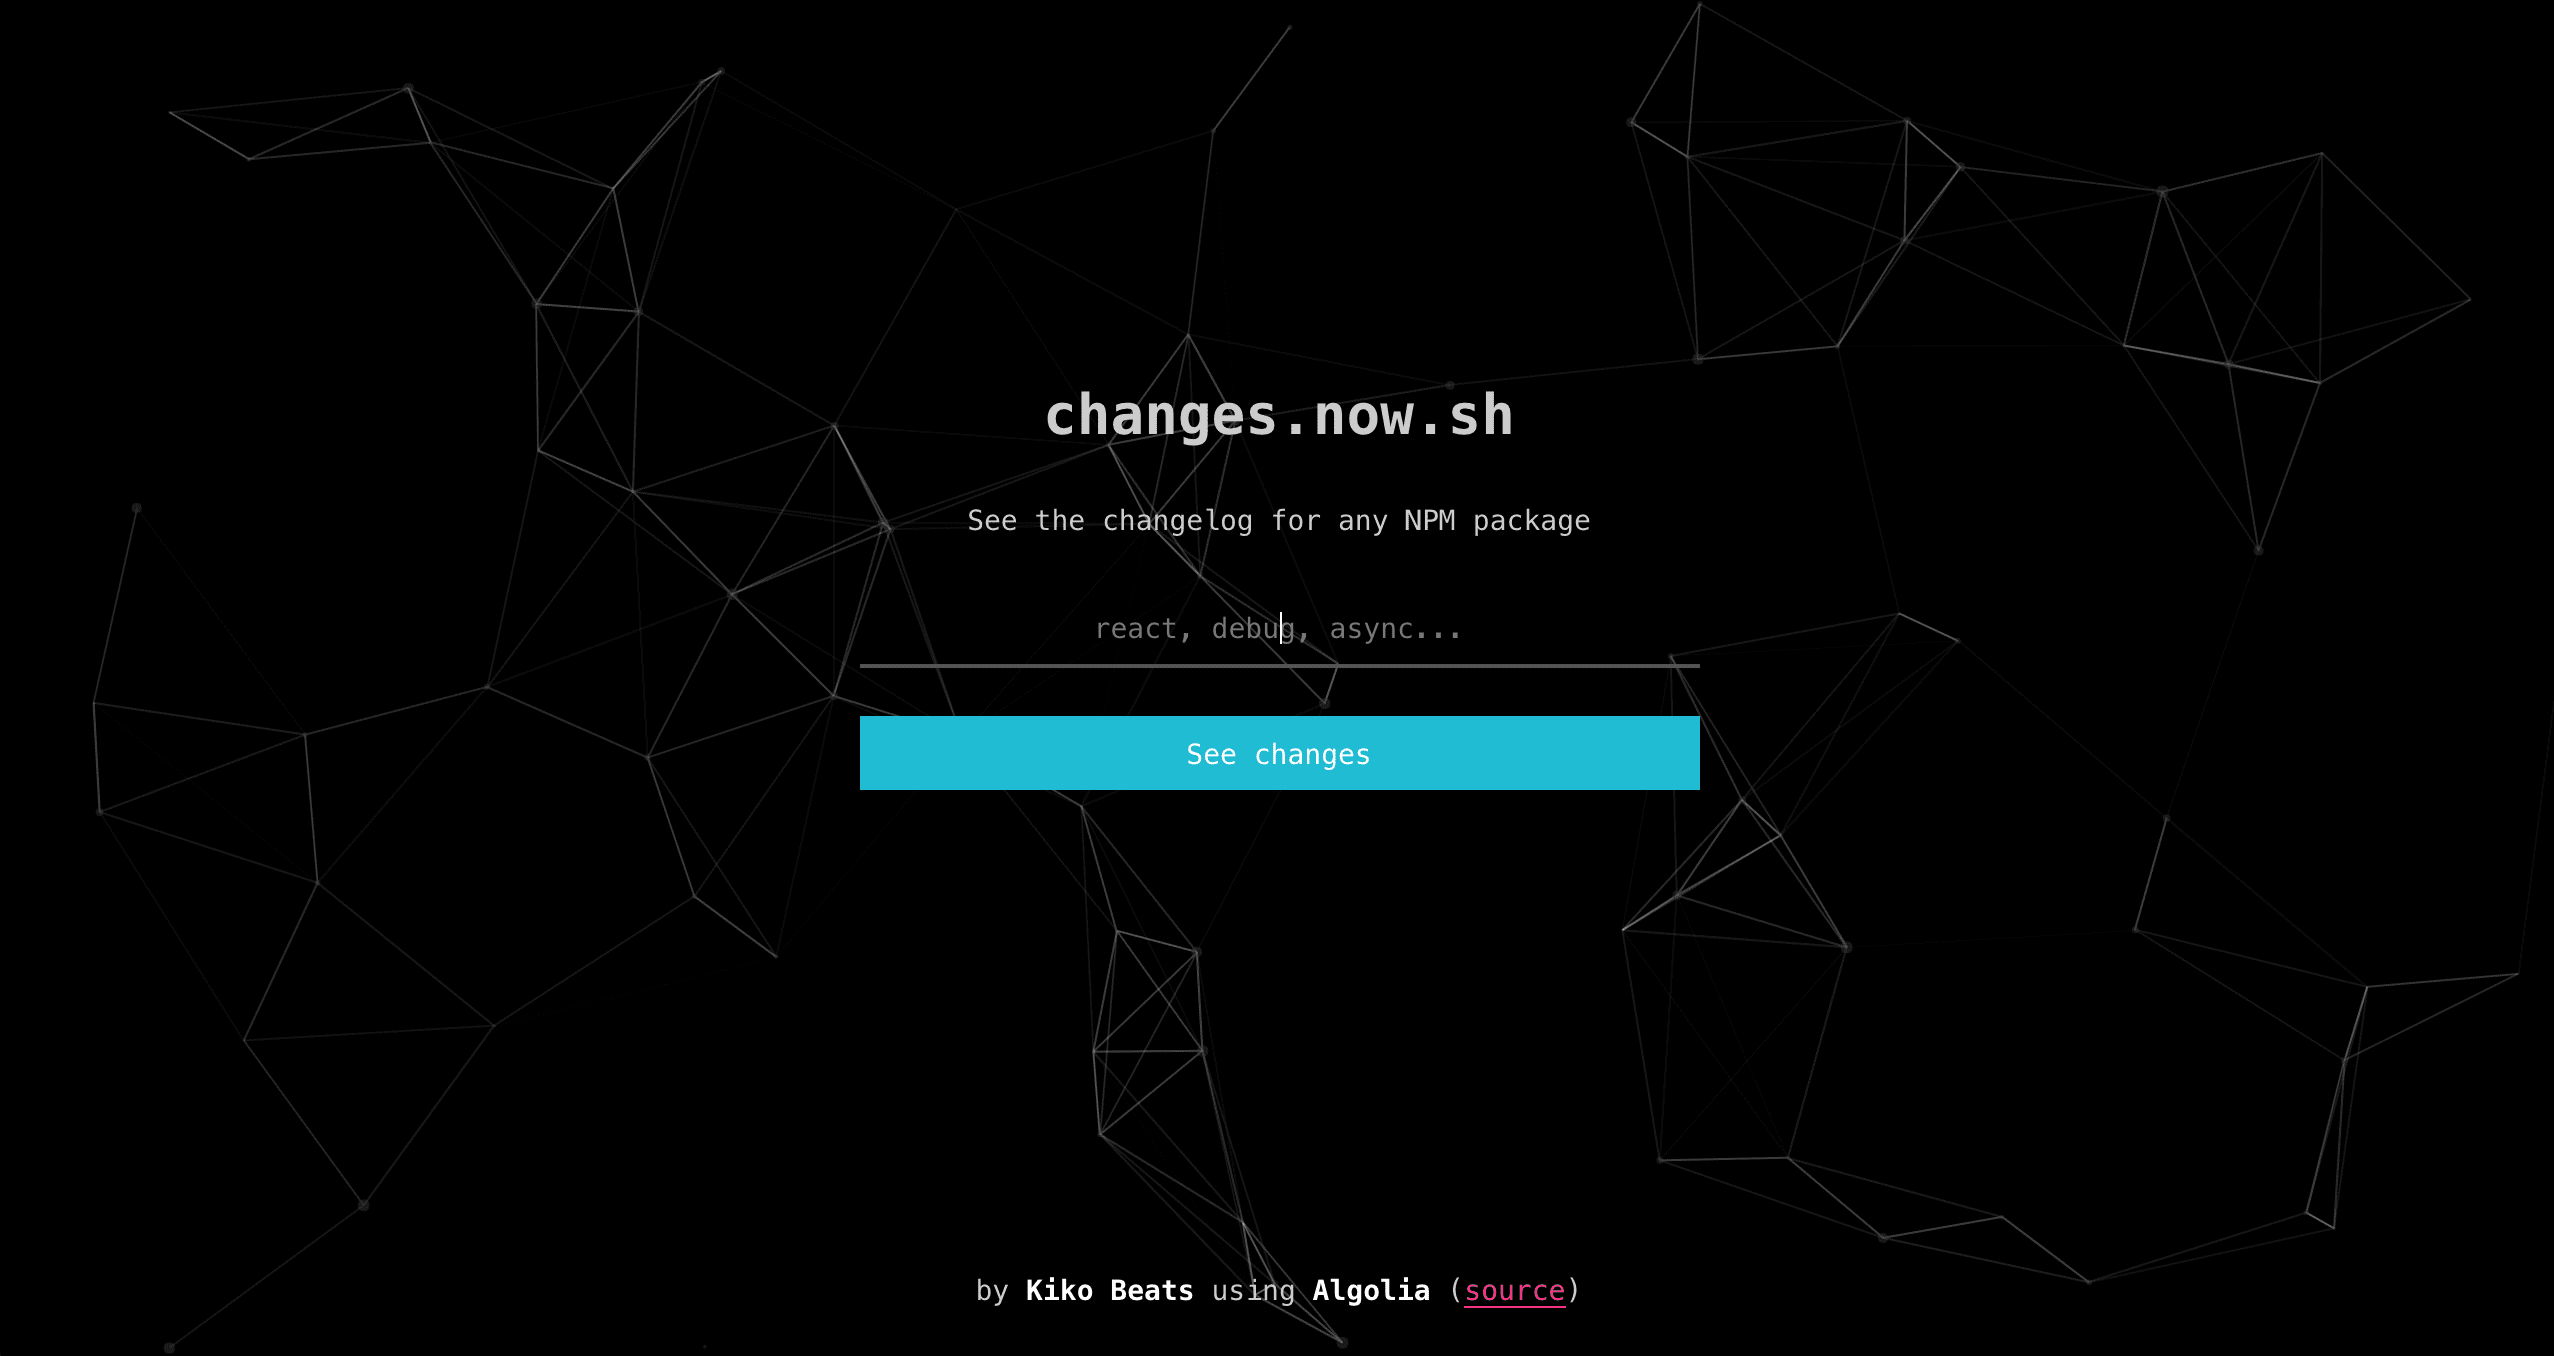 changes.now.sh
See the changelog for any NPM package
react, debug, async...
See changes
by Kiko Beats using Algolia (source)